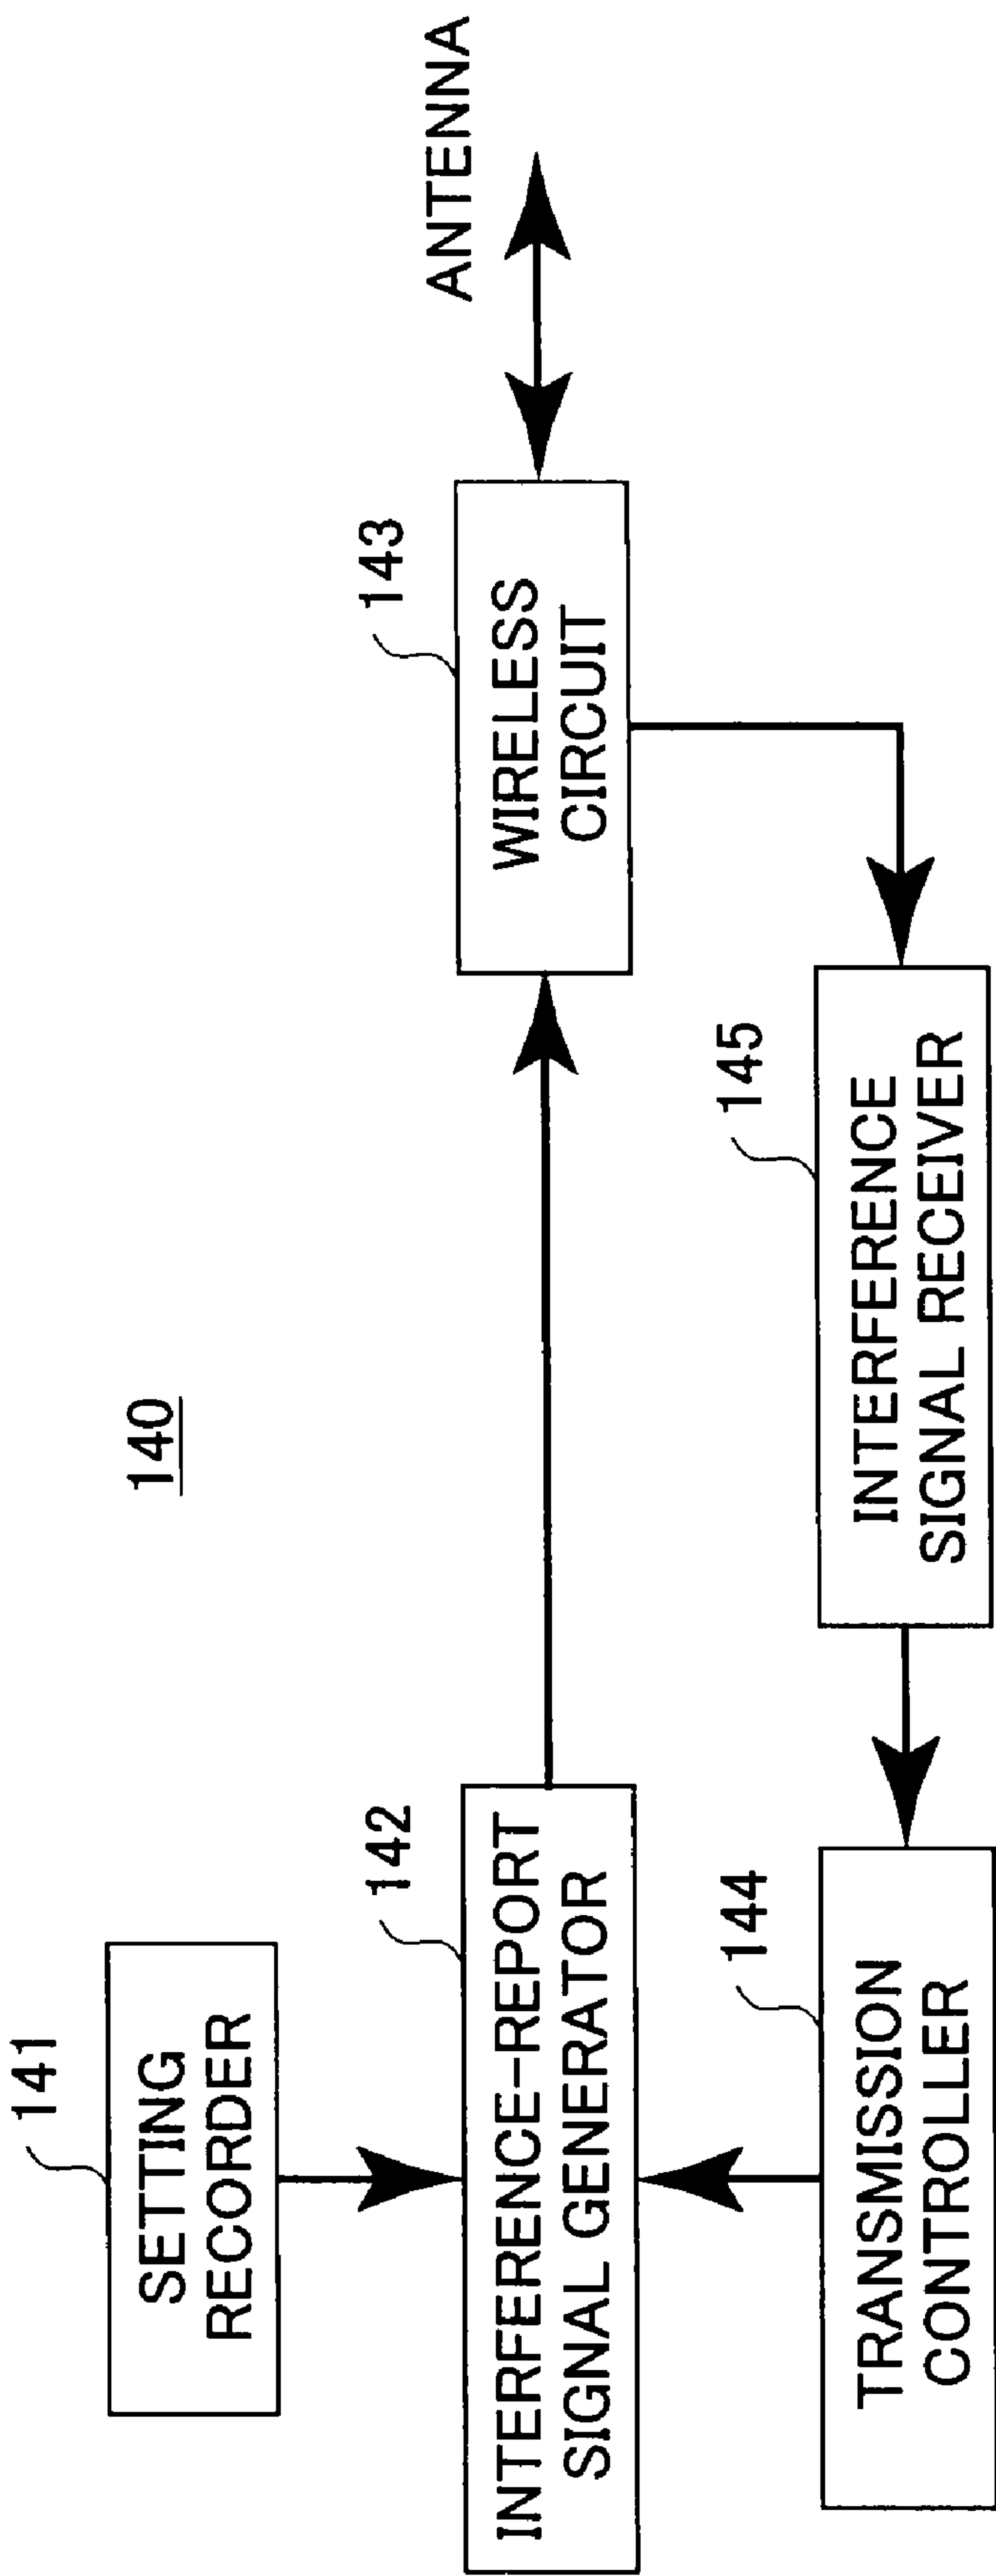 140
141
SETTING
RECORDER
142
INTERFERENCE-REPORT
SIGNAL GENERATOR
143
WIRELESS
CIRCUIT
ANTENNA
144
TRANSMISSION
CONTROLLER
145
INTERFERENCE
SIGNAL RECEIVER